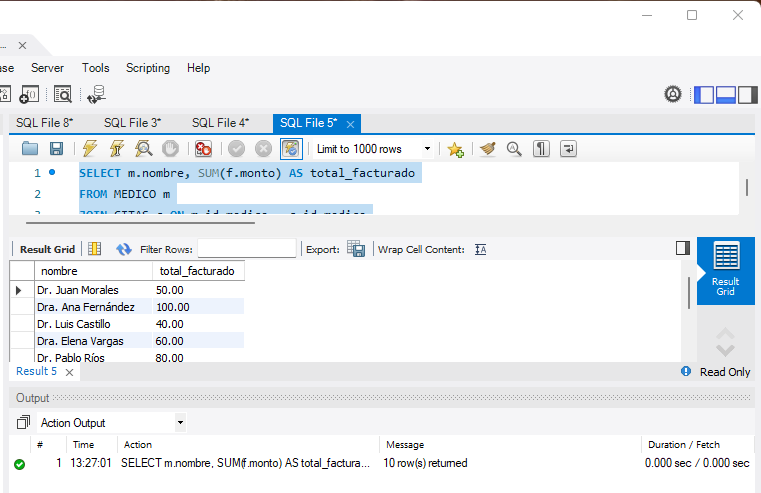 ...
ase Server Tools Scripting Help
SQL File 8* SQL File 3* SQL File 4* SQL File 5*
Limit to 1000 rows
1 SELECT m.nombre, SUM(f.monto) AS total_facturado
2 FROM MEDICO m
Result Grid Filter Rows: Export: Wrap Cell Content: IA
Result Grid
nombre total_facturado
Dr. Juan Morales 50.00
Dra. Ana Fernández 100.00
Dr. Luis Castillo 40.00
Dra. Elena Vargas 60.00
Dr. Pablo Ríos 80.00
Result 5 Read Only
Output
Action Output
# Time Action Message Duration / Fetch
1 13:27:01 SELECT m.nombre, SUM(f.monto) AS total_factura... 10 row(s) returned 0.000 sec / 0.000 sec